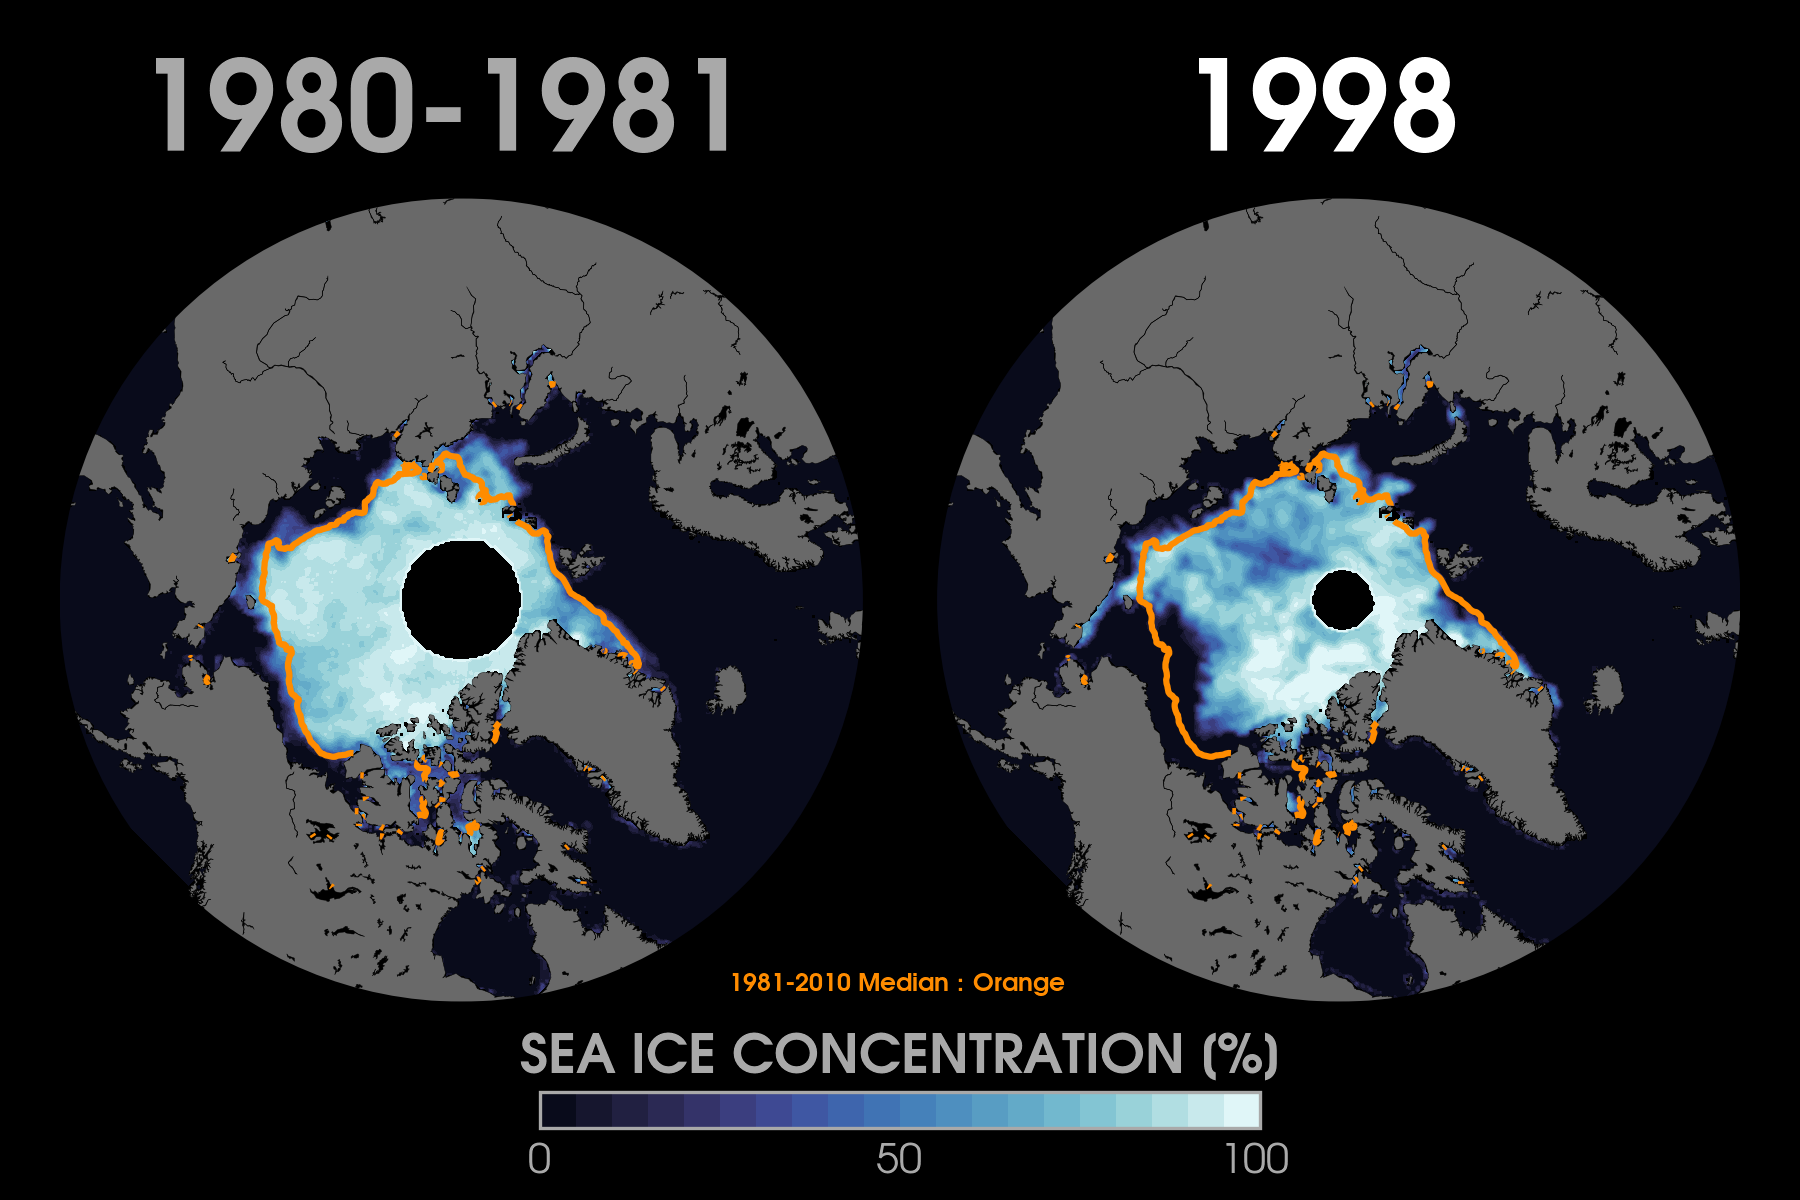 1980-1981
1998
1981-2010 Median : Orange
SEA ICE CONCENTRATION (%)
0 50 100